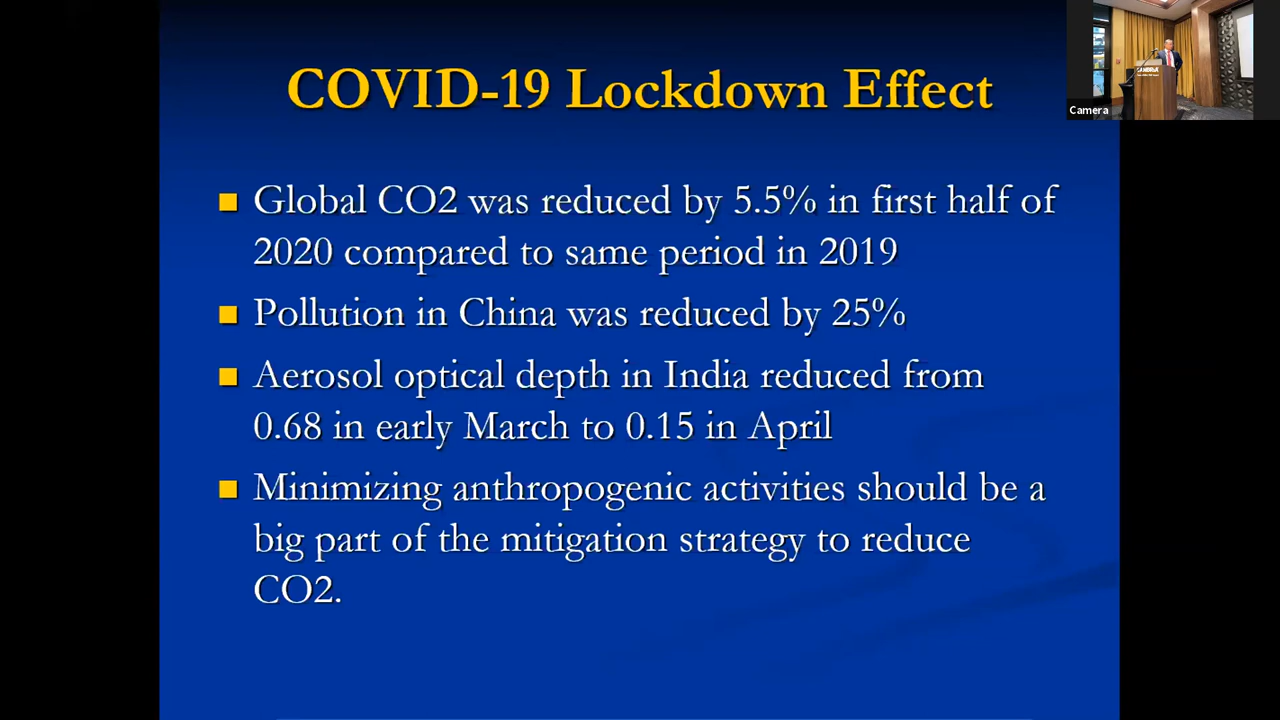 COVID-19 Lockdown Effect
Global CO2 was reduced by 5.5% in first half of
2020 compared to same period in 2019
Pollution in China was reduced by 25%
Aerosol optical depth in India reduced from
0.68 in early March to 0.15 in April
Minimizing anthropogenic activities should be a
big part of the mitigation strategy to reduce
CO2.
Camera